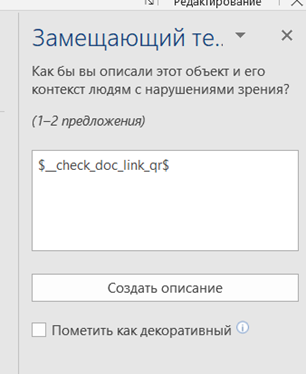 Редактирование
Замещающий те..
Как бы вы описали этот объект и его
контекст людям с нарушениями зрения?
(1–2 предложения)
$__check_doc_link_qr$
Создать описание
Пометить как декоративный